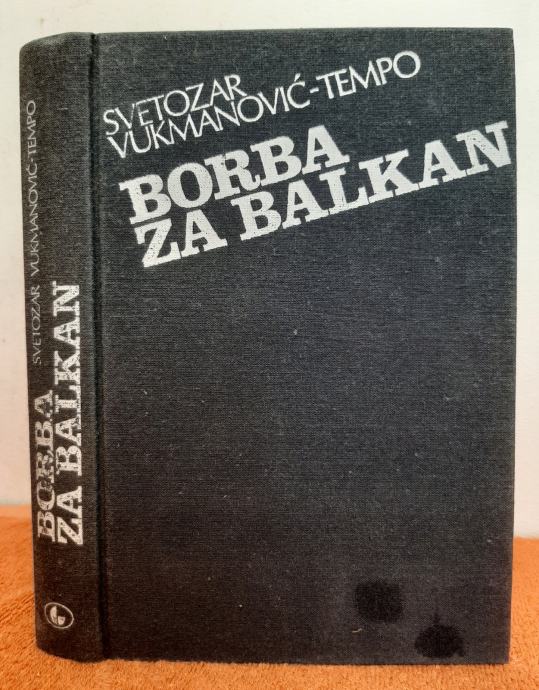 SVETOZAR
VUKMANOVIĆ-TEMPO
BORBA
ZA BALKAN
SVETOZAR VUKMANOVIĆ-TEMPO
BORBA
ZA BALKAN